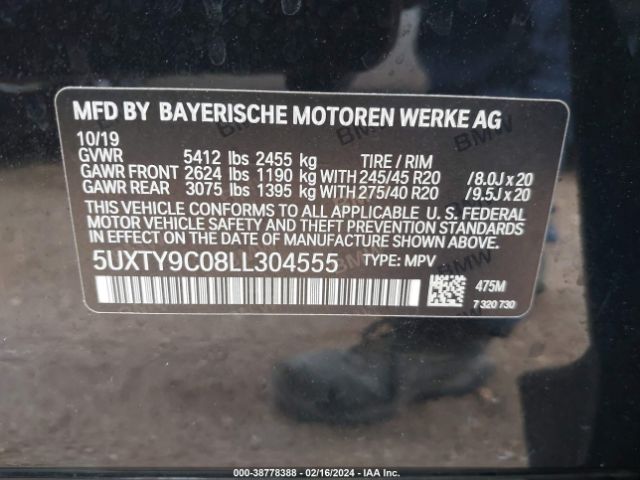 MFD BY BAYERISCHE MOTOREN WERKE AG
10/19
GVWR 5412 lbs 2455 kg TIRE / RIM
GAWR FRONT 2624 lbs 1190 kg WITH 245/45 R20 /8.0J x 20
GAWR REAR 3075 lbs 1395 kg WITH 275/40 R20 /9.5J x 20
THIS VEHICLE CONFORMS TO ALL APPLICABLE U. S. FEDERAL
MOTOR VEHICLE SAFETY AND THEFT PREVENTION STANDARDS
IN EFFECT ON THE DATE OF MANUFACTURE SHOWN ABOVE.
5UXTY9C08LL304555 TYPE: MPV
475M
7 320 730
000-38778388 - 02/16/2024 - IAA Inc.